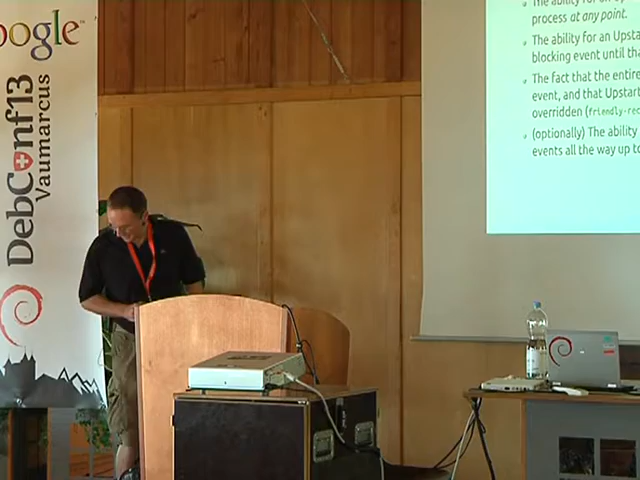 Google™
DebConf13
Vaumarcus
process at any point.
The ability for an Upsta
blocking event until tha
The fact that the entire
event, and that Upstart
overridden (friendly-rec
(optionally) The ability
events all the way up to